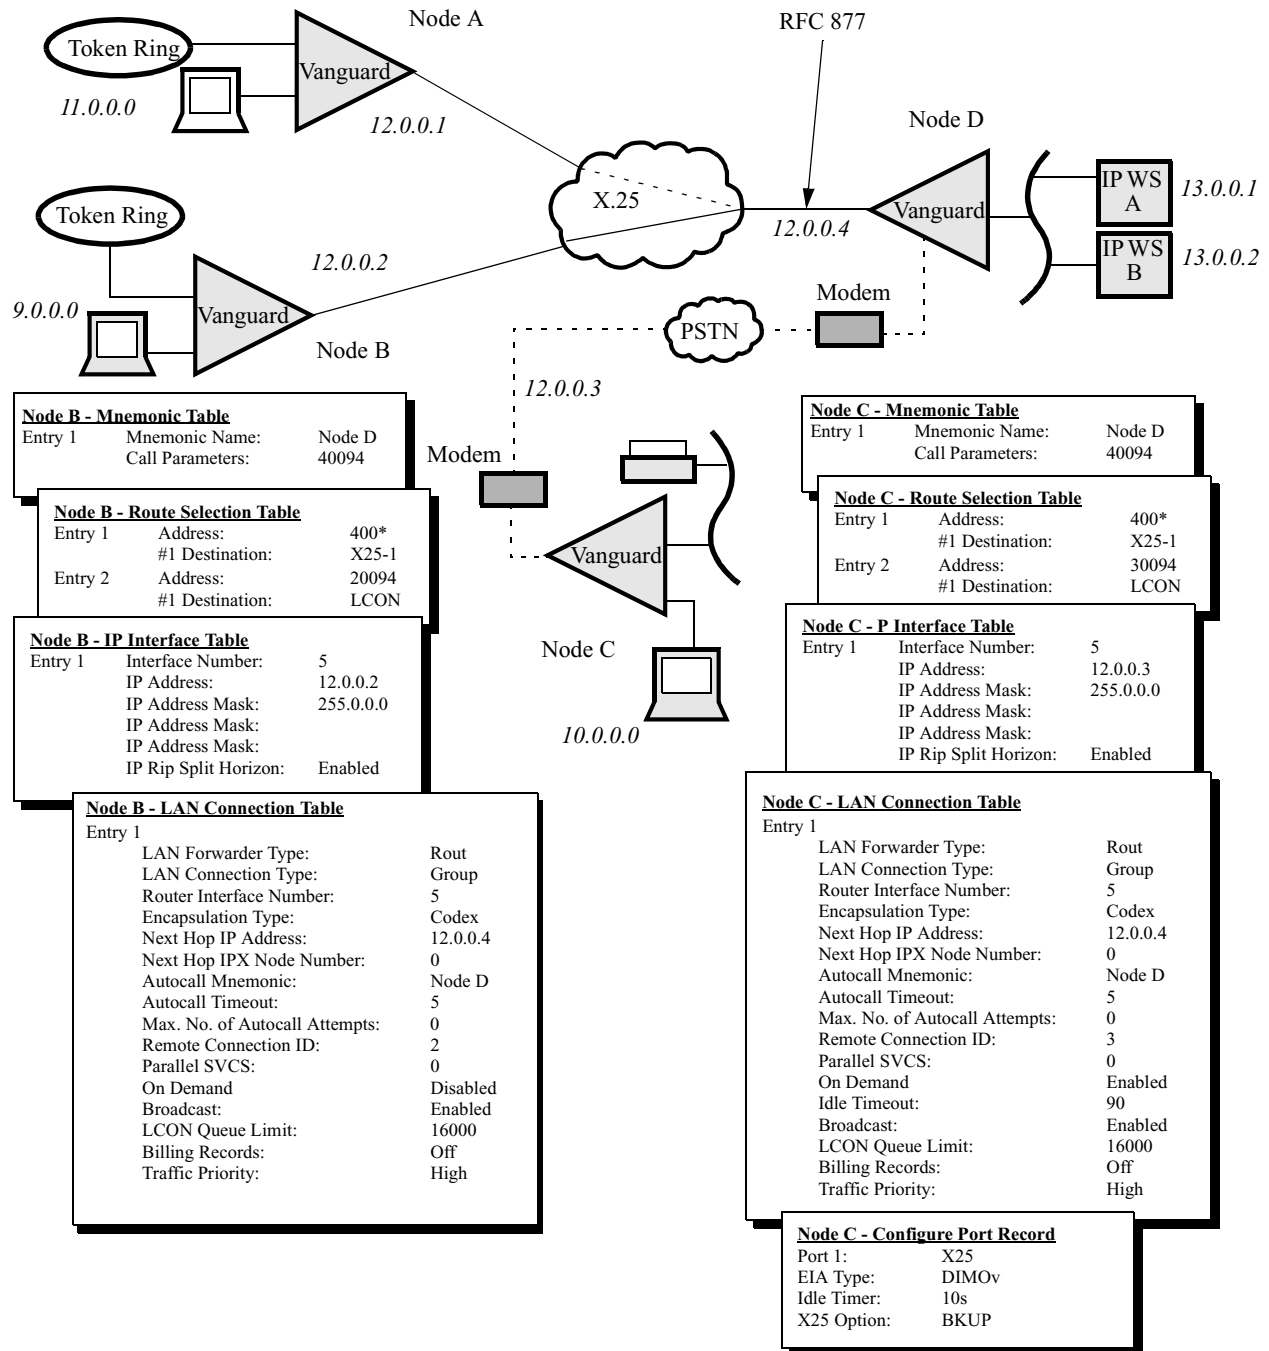 Node A
RFC 877
Token Ring
Vanguard
11.0.0.0
12.0.0.1
Node D
X.25
IP WS
A
13.0.0.1
Vanguard
12.0.0.4
IP WS
B
13.0.0.2
Token Ring
12.0.0.2
9.0.0.0
Vanguard
Node B
Modem
PSTN
12.0.0.3
Modem
Vanguard
Node C
10.0.0.0
Node B - Mnemonic Table
Entry 1 Mnemonic Name: Node D
Call Parameters: 40094
Node B - Route Selection Table
Entry 1 Address: 400*
#1 Destination: X25-1
Entry 2 Address: 20094
#1 Destination: LCON
Node B - IP Interface Table
Entry 1 Interface Number: 5
IP Address: 12.0.0.2
IP Address Mask: 255.0.0.0
IP Address Mask:
IP Address Mask:
IP Rip Split Horizon: Enabled
Node B - LAN Connection Table
Entry 1
LAN Forwarder Type: Rout
LAN Connection Type: Group
Router Interface Number: 5
Encapsulation Type: Codex
Next Hop IP Address: 12.0.0.4
Next Hop IPX Node Number: 0
Autocall Mnemonic: Node D
Autocall Timeout: 5
Max. No. of Autocall Attempts: 0
Remote Connection ID: 2
Parallel SVCS: 0
On Demand Disabled
Broadcast: Enabled
LCON Queue Limit: 16000
Billing Records: Off
Traffic Priority: High
Node C - Mnemonic Table
Entry 1 Mnemonic Name: Node D
Call Parameters: 40094
Node C - Route Selection Table
Entry 1 Address: 400*
#1 Destination: X25-1
Entry 2 Address: 30094
#1 Destination: LCON
Node C - P Interface Table
Entry 1 Interface Number: 5
IP Address: 12.0.0.3
IP Address Mask: 255.0.0.0
IP Address Mask:
IP Address Mask:
IP Rip Split Horizon: Enabled
Node C - LAN Connection Table
Entry 1
LAN Forwarder Type: Rout
LAN Connection Type: Group
Router Interface Number: 5
Encapsulation Type: Codex
Next Hop IP Address: 12.0.0.4
Next Hop IPX Node Number: 0
Autocall Mnemonic: Node D
Autocall Timeout: 5
Max. No. of Autocall Attempts: 0
Remote Connection ID: 3
Parallel SVCS: 0
On Demand Enabled
Idle Timeout: 90
Broadcast: Enabled
LCON Queue Limit: 16000
Billing Records: Off
Traffic Priority: High
Node C - Configure Port Record
Port 1: X25
EIA Type: DIMOv
Idle Timer: 10s
X25 Option: BKUP